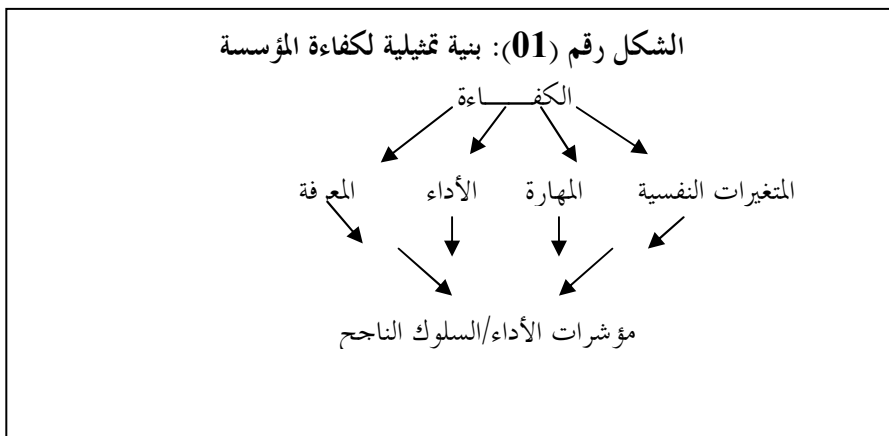 الشكل رقم (01): بنية تمثيلية لكفاءة المؤسسة
الكفـــــاءة
المتغيرات النفسية المهارة الأداء المعرفة
مؤشرات الأداء/السلوك الناجح